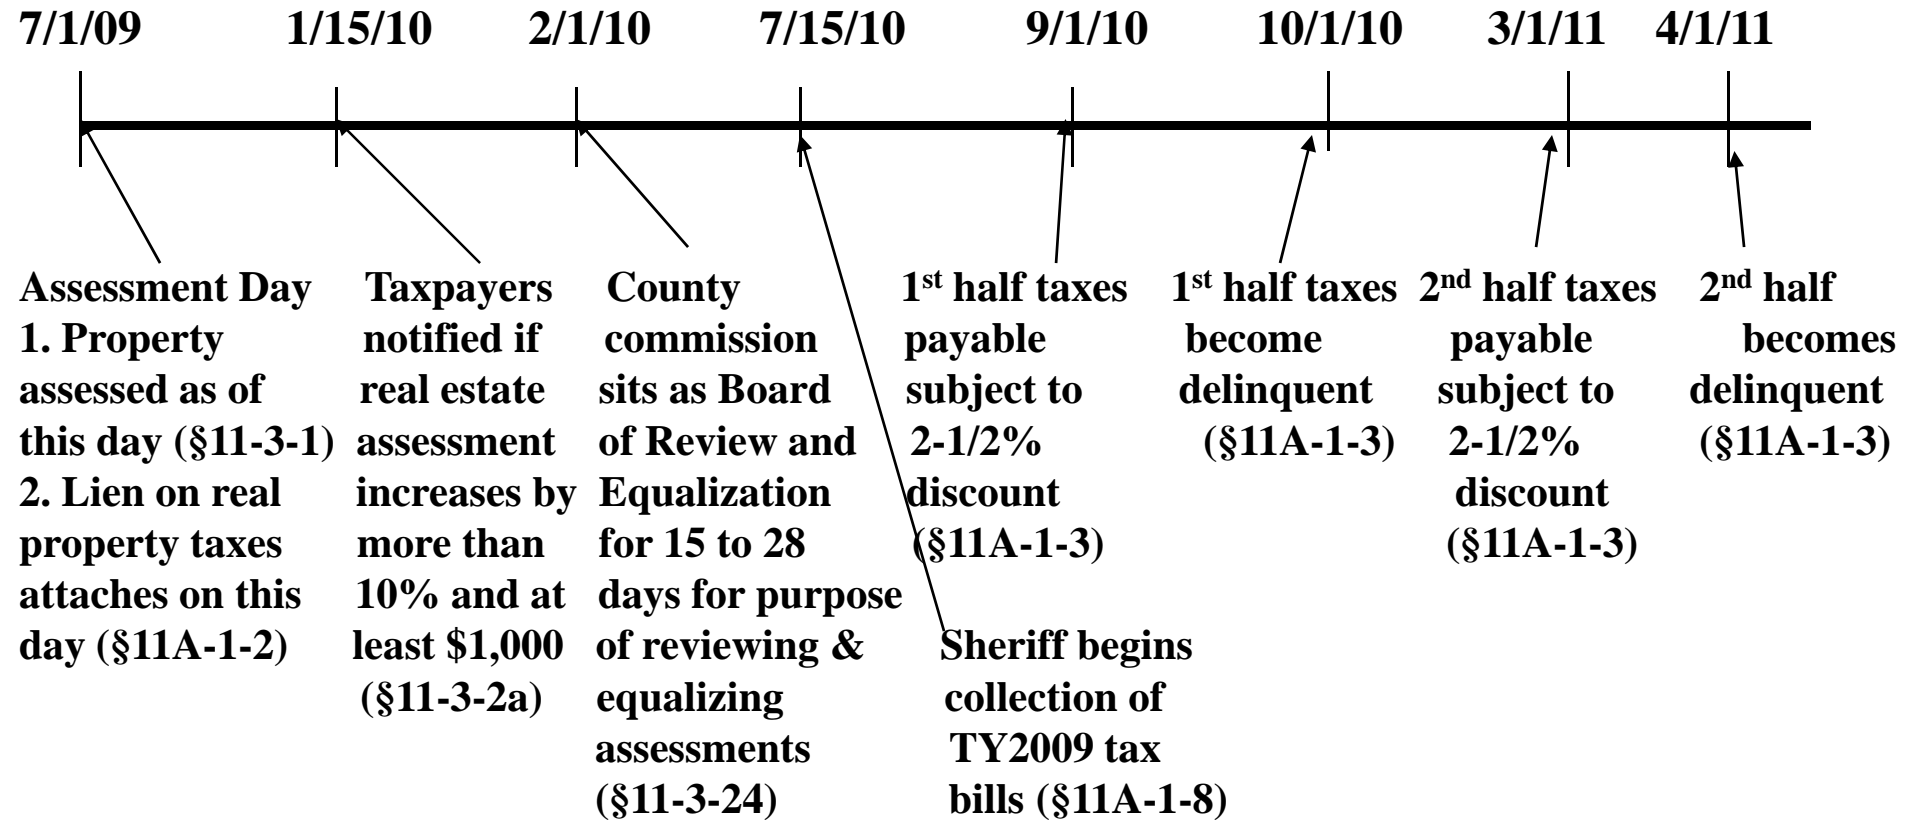 7/1/09 1/15/10 2/1/10 7/15/10 9/1/10 10/1/10 3/1/11 4/1/11
Assessment Day
1. Property
assessed as of
this day (§11-3-1)
2. Lien on real
property taxes
attaches on this
day (§11A-1-2)
Taxpayers
notified if
real estate
assessment
increases by
more than
10% and at
least $1,000
(§11-3-2a)
County
commission
sits as Board
of Review and
Equalization
for 15 to 28
days for purpose
of reviewing &
equalizing
assessments
(§11-3-24)
Sheriff begins
collection of
TY2009 tax
bills (§11A-1-8)
1st half taxes
payable
subject to
2-1/2%
discount
(§11A-1-3)
1st half taxes
become
delinquent
(§11A-1-3)
2nd half taxes
payable
subject to
2-1/2%
discount
(§11A-1-3)
2nd half
becomes
delinquent
(§11A-1-3)